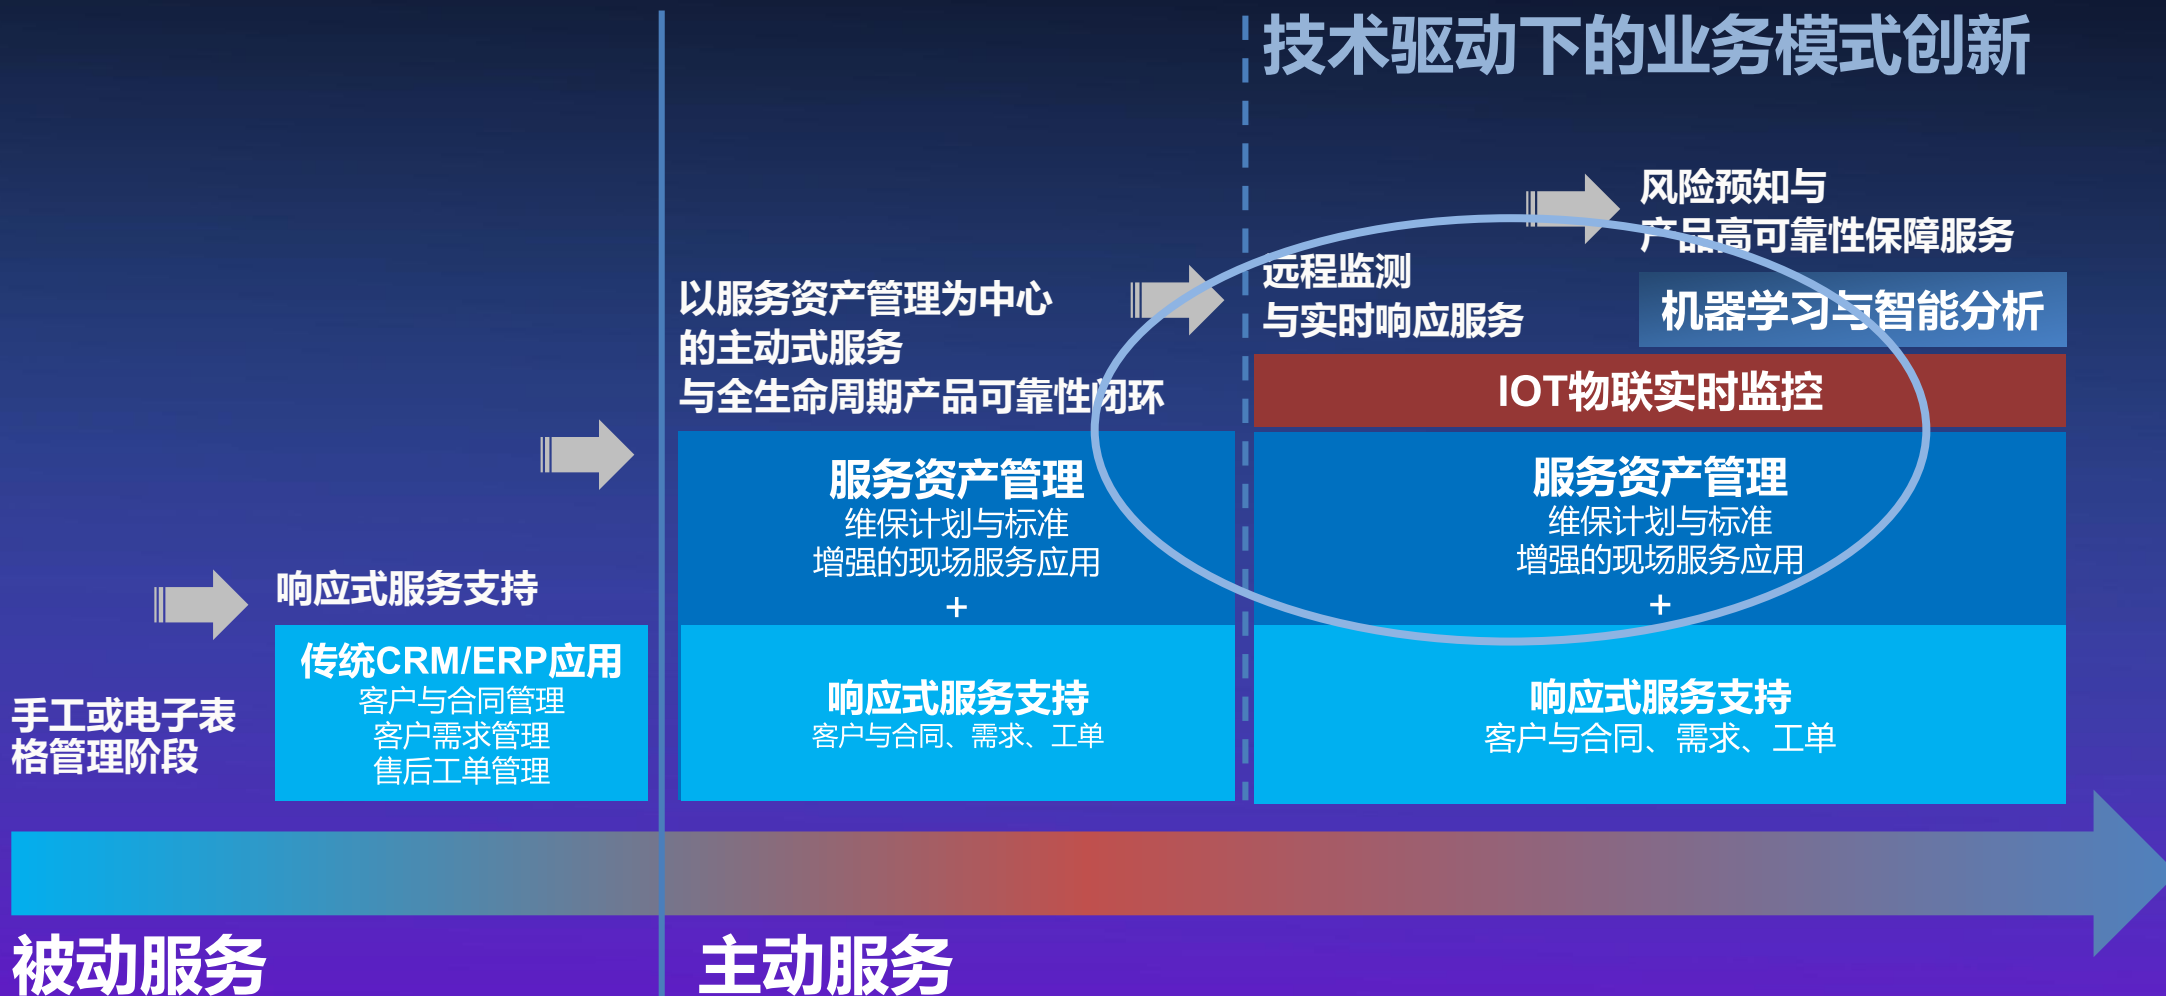 技术驱动下的业务模式创新
风险预知与
产品高可靠性保障服务
机器学习与智能分析
远程监测
与实时响应服务
IOT物联实时监控
服务资产管理
维保计划与标准
增强的现场服务应用
+
响应式服务支持
客户与合同、需求、工单
以服务资产管理为中心
的主动式服务
与全生命周期产品可靠性闭环
服务资产管理
维保计划与标准
增强的现场服务应用
+
响应式服务支持
客户与合同、需求、工单
响应式服务支持
传统CRM/ERP应用
客户与合同管理
客户需求管理
售后工单管理
手工或电子表
格管理阶段
被动服务
主动服务